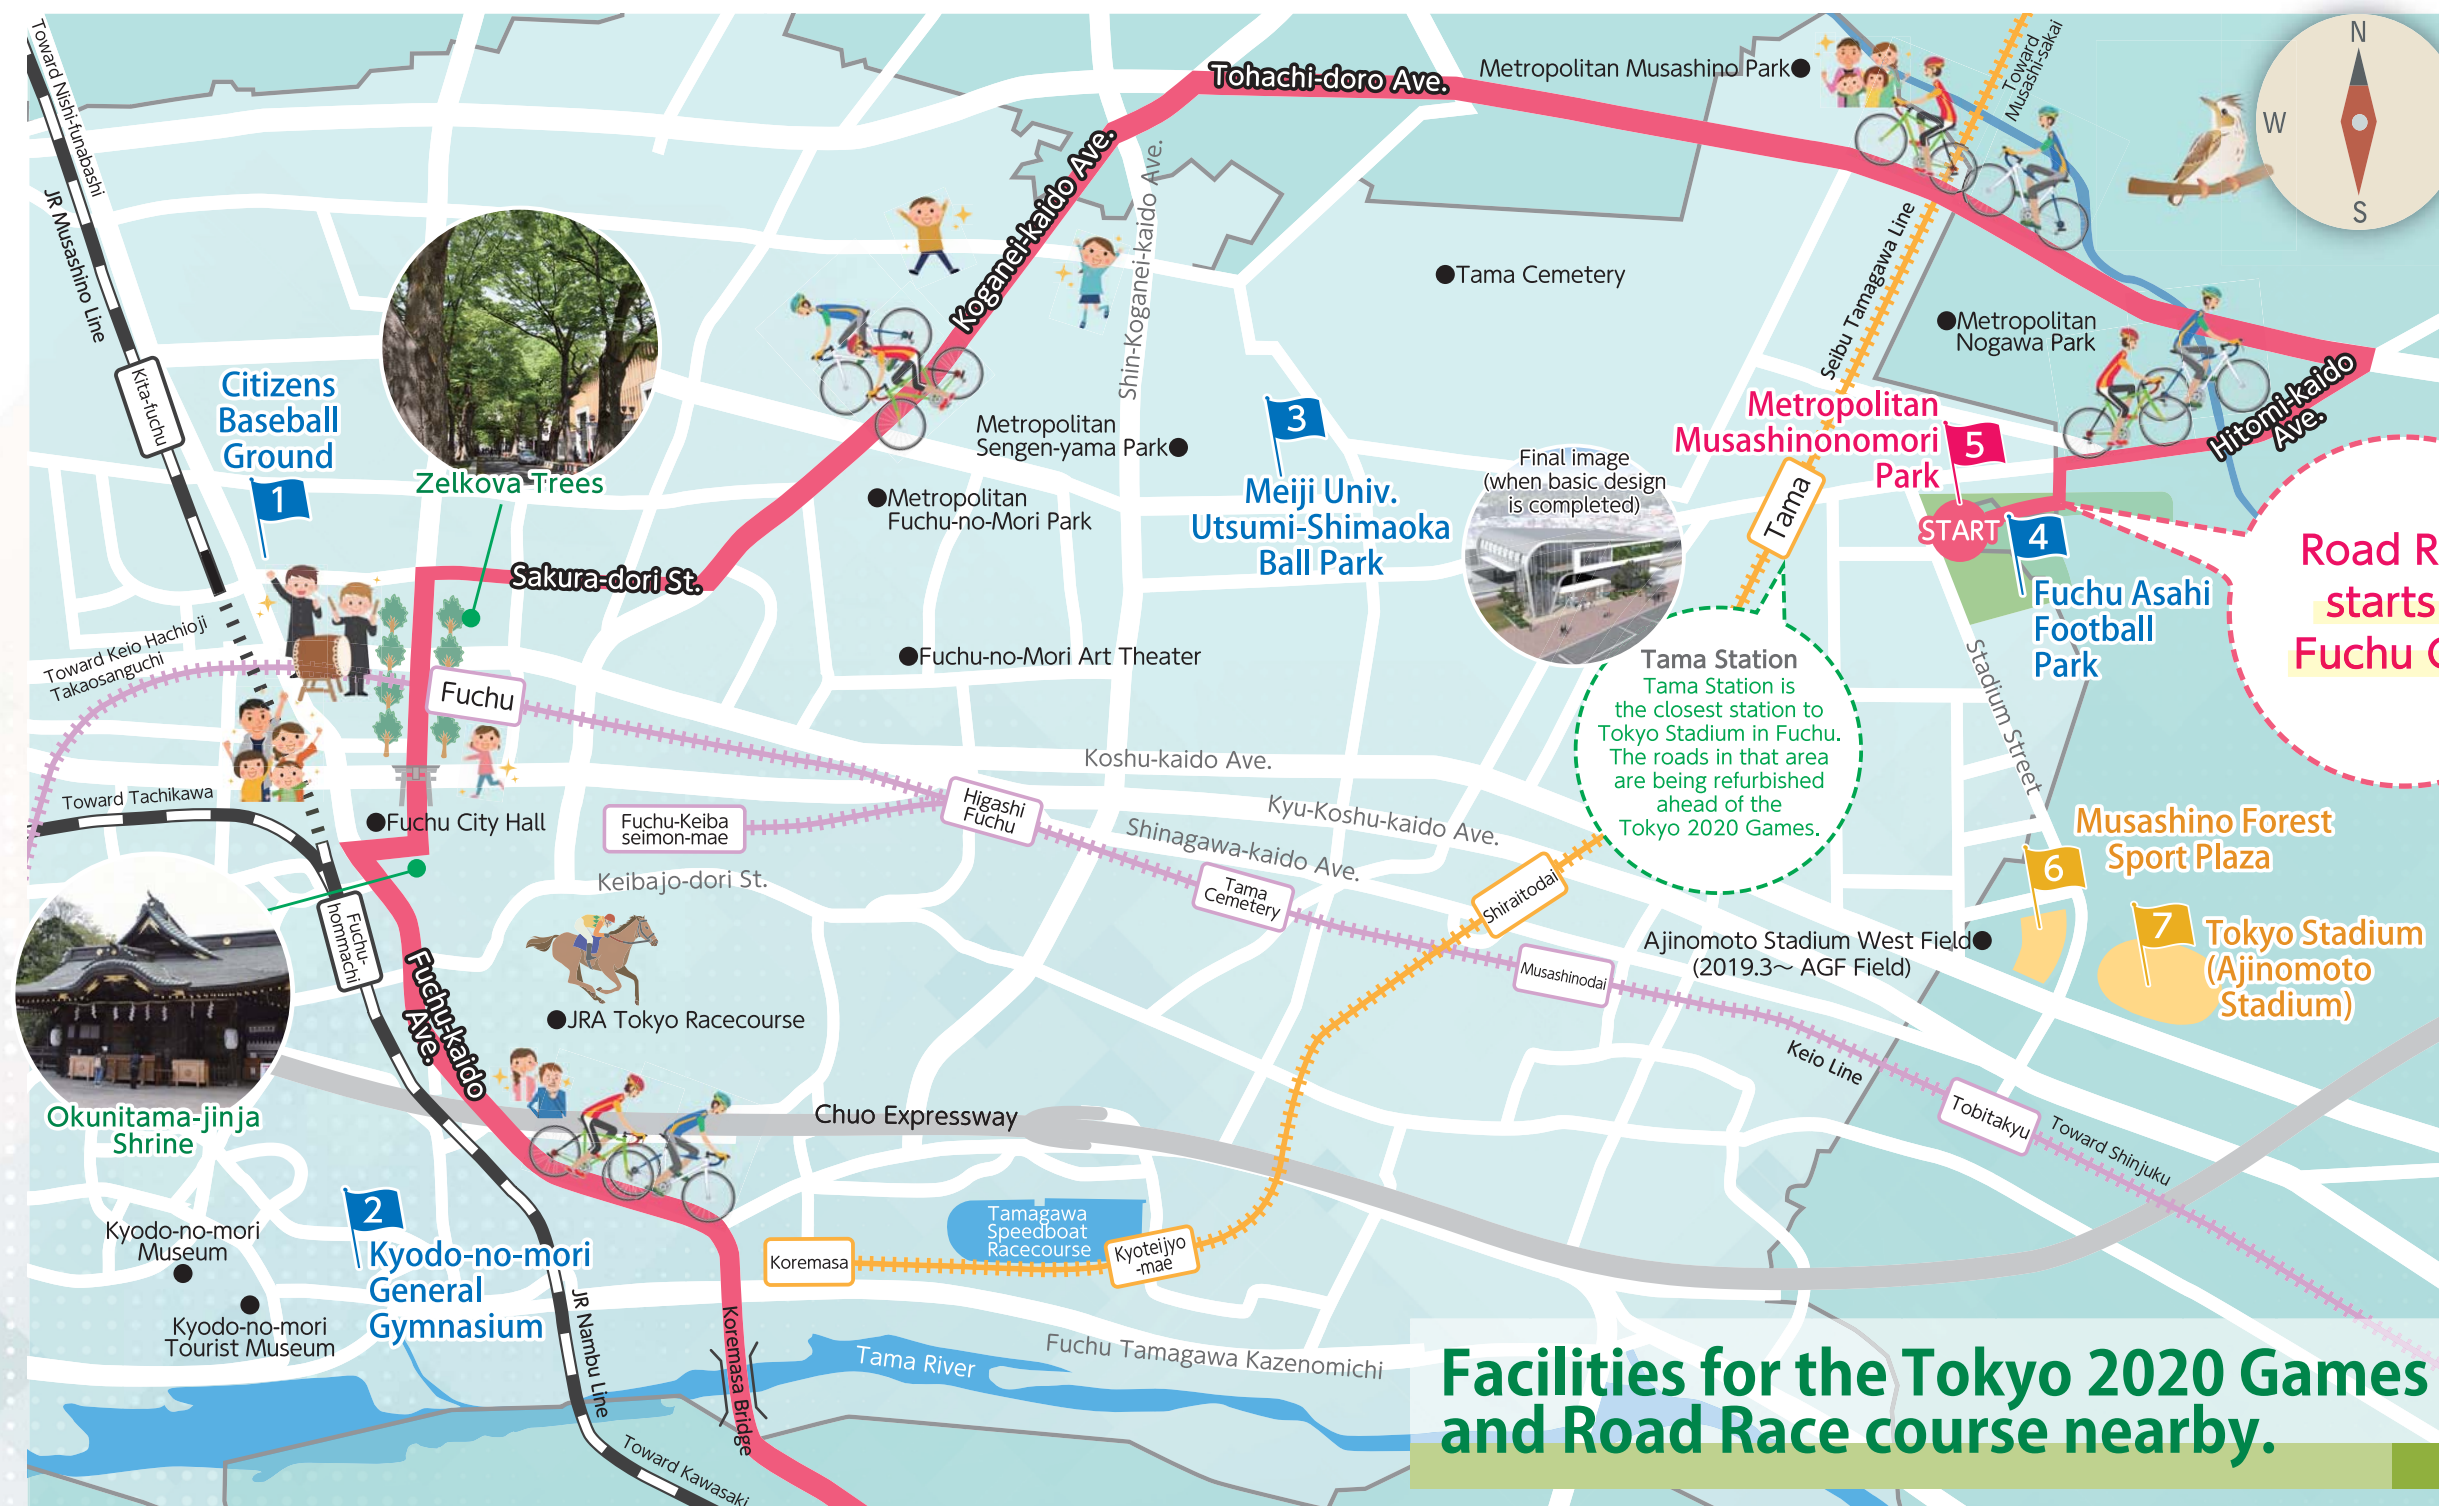 Toward Nishi-funabashi
JR Musashino Line
Kita-fuchu
Citizens
Baseball
Ground
1
Zelkova Trees
Tohachi-doro Ave.
Koganei-kaido Ave.
Shin-Koganei-kaido Ave.
Metropolitan Musashino Park
Toward
Musashi-sakai
N
W
S
Tama Cemetery
Seibu Tamagawa Line
Metropolitan
Nogawa Park
Hitomi-kaido
Ave.
Metropolitan
Sengen-yama Park
Metropolitan
Fuchu-no-Mori Park
3
Meiji Univ.
Utsumi-Shimaoka
Ball Park
Final image
(when basic design
is completed)
Metropolitan
Musashinonomori
Park
5
Tama
START
4
Fuchu Asahi
Football
Park
Road R
starts
Fuchu
Sakura-dori St.
Toward Keio Hachioji
Takaosanguchi
Fuchu
Fuchu-no-Mori Art Theater
Tama Station
Tama Station is
the closest station to
Tokyo Stadium in Fuchu.
The roads in that area
are being refurbished
ahead of the
Tokyo 2020 Games.
Stadium Street
Toward Tachikawa
Fuchu City Hall
Fuchu-Keiba
seimon-mae
Higashi
Fuchu
Koshu-kaido Ave.
Kyu-Koshu-kaido Ave.
Shinagawa-kaido Ave.
Keibajo-dori St.
Tama
Cemetery
Shiraitodai
Musashinodai
Musashino Forest
Sport Plaza
6
7
Tokyo Stadium
(Ajinomoto
Stadium)
Ajinomoto Stadium West Field
(2019.3～ AGF Field)
Keio Line
Tobitakyu
Toward Shinjuku
Fuchu-
hommachi
Fuchu-kaido
Ave.
JRA Tokyo Racecourse
Okunitama-jinja
Shrine
Chuo Expressway
Kyodo-no-mori
Museum
Kyodo-no-mori
Tourist Museum
2
Kyodo-no-mori
General
Gymnasium
JR Nambu Line
Koremasa
Tamagawa
Speedboat
Racecourse
Kyoteijyo
-mae
Koremasa Bridge
Tama River
Fuchu Tamagawa Kazenomichi
Toward Kawasaki
Facilities for the Tokyo 2020 Games
and Road Race course nearby.